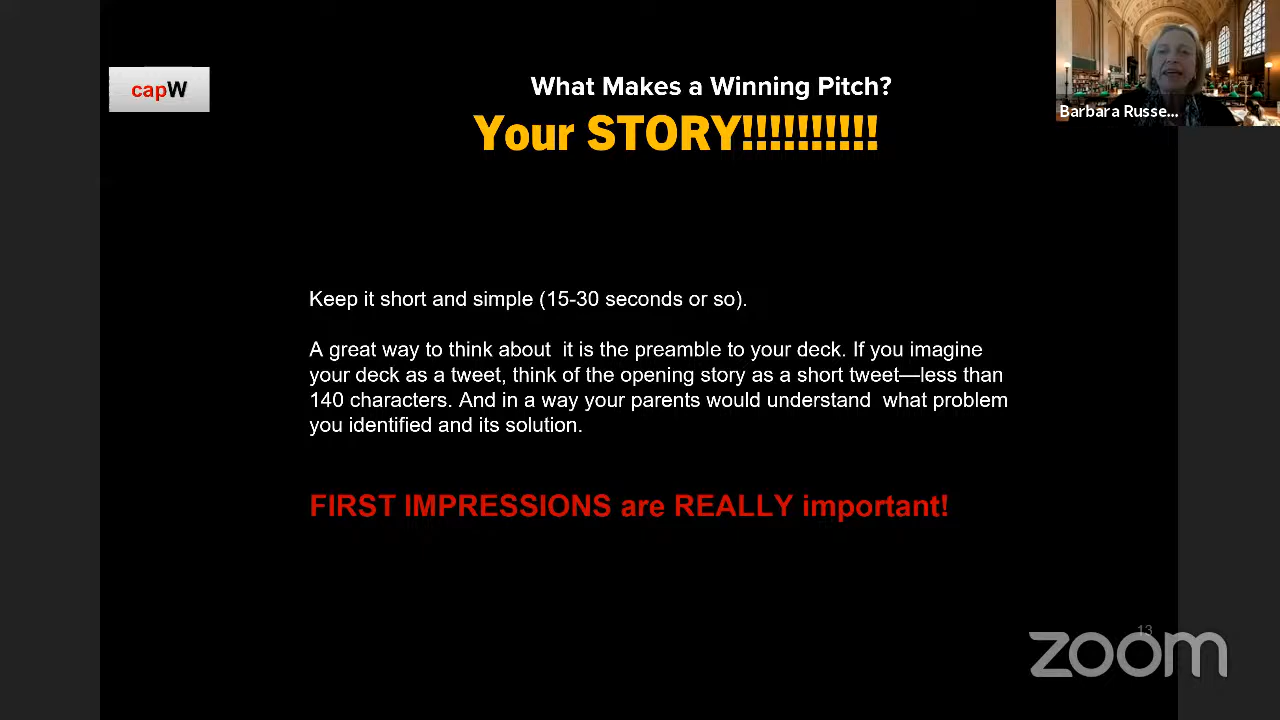 capW
What Makes a Winning Pitch?
Your STORY!!!!!!!!!!
Barbara Russe...
Keep it short and simple (15-30 seconds or so).
A great way to think about  it is the preamble to your deck. If you imagine
your deck as a tweet, think of the opening story as a short tweet—less than
140 characters. And in a way your parents would understand  what problem
you identified and its solution.
FIRST IMPRESSIONS are REALLY important!
13
zoom